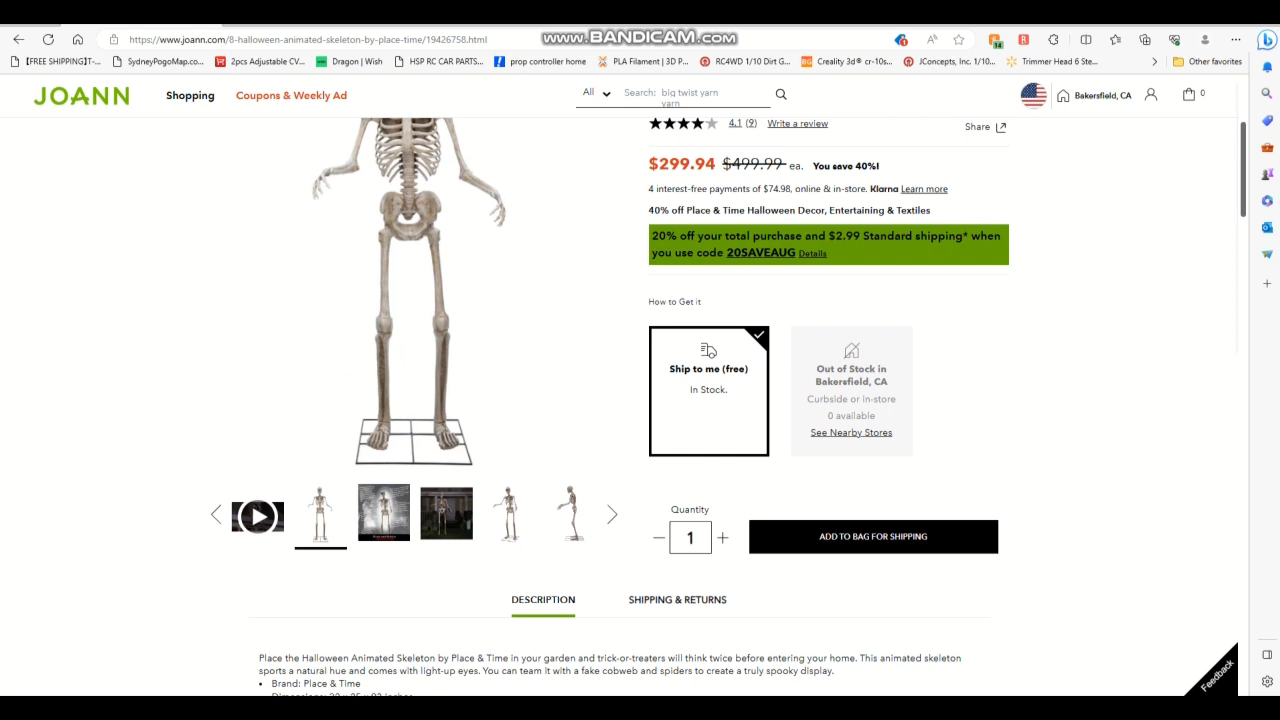 https://www.joann.com/8-halloween-animated-skeleton-by-place-time/19426758.html
www.BANDICAM.com
14
【FREE SHIPPING】T-...
SydneyPogoMap.co...
2pcs Adjustable CV...
Dragon | Wish
HSP RC CAR PARTS...
prop controller home
PLA Filament | 3D P...
RC4WD 1/10 Dirt G...
Creality 3d® cr-10s...
JConcepts, Inc. 1/10...
Trimmer Head 6 Ste...
Other favorites
JOANN
Shopping
Coupons & Weekly Ad
All
Search: big twist yarn
yarn
Bakersfield, CA
0
4.1 (9) Write a review
Share
$299.94 $499.99 ea. You save 40%!
4 interest-free payments of $74.98, online & in-store. Klarna Learn more
40% off Place & Time Halloween Decor, Entertaining & Textiles
20% off your total purchase and $2.99 Standard shipping* when
you use code 20SAVEAUG Details
How to Get it
Ship to me (free)
In Stock.
Out of Stock in
Bakersfield, CA
Curbside or in-store
0 available
See Nearby Stores
Quantity
1
ADD TO BAG FOR SHIPPING
DESCRIPTION
SHIPPING & RETURNS
Place the Halloween Animated Skeleton by Place & Time in your garden and trick-or-treaters will think twice before entering your home. This animated skeleton
sports a natural hue and comes with light-up eyes. You can team it with a fake cobweb and spiders to create a truly spooky display.
• Brand: Place & Time
Feedback